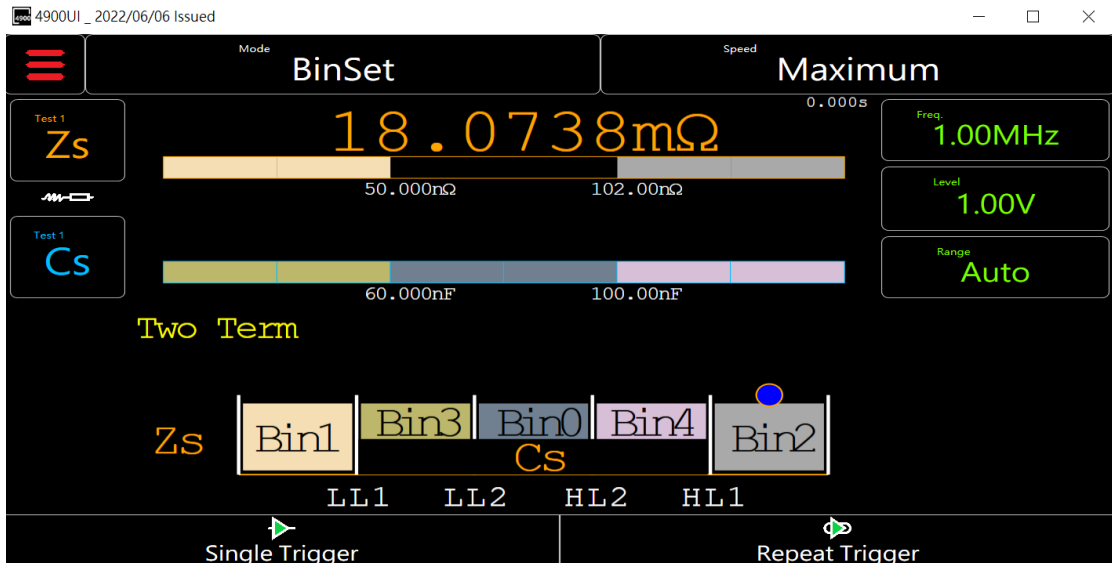 4900 4900UI _ 2022/06/06 Issued
Mode
BinSet
Speed
Maximum
0.000s
Test 1
Zs
18.0738mΩ
50.000nΩ 102.00nΩ
Freq.
1.00MHz
Level
1.00V
Test 1
Cs
60.000nF 100.00nF
Range
Auto
Two Term
Zs Bin1 Bin3 Bin0 Bin4 Bin2
Cs
LL1 LL2 HL2 HL1
Single Trigger Repeat Trigger